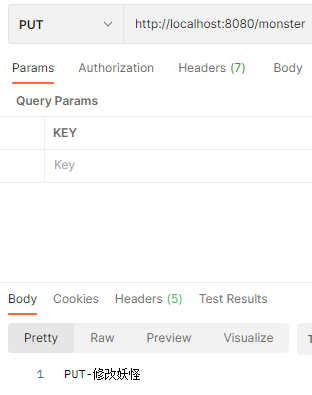 PUT http://localhost:8080/monster
Params Authorization Headers (7) Body
Query Params
KEY
Key
Body Cookies Headers (5) Test Results
Pretty Raw Preview Visualize
1 PUT-修改妖怪